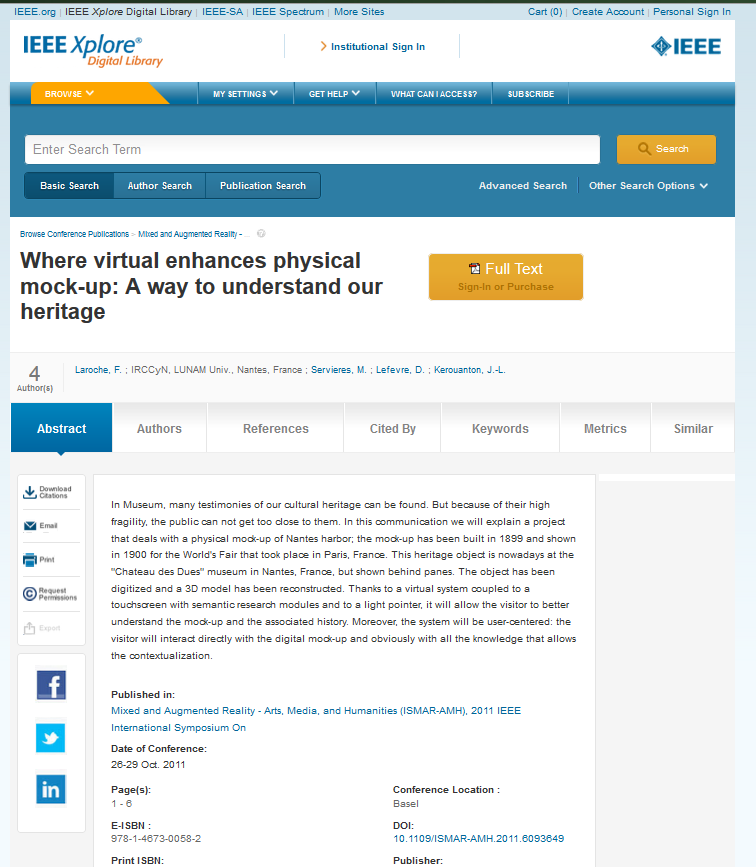 IEEE.org | IEEE Xplore Digital Library | IEEE-SA | IEEE Spectrum | More Sites
Cart (0) | Create Account | Personal Sign In
IEEE Xplore®
Digital Library
Institutional Sign In
IEEE
BROWSE
MY SETTINGS
GET HELP
WHAT CAN I ACCESS?
SUBSCRIBE
Enter Search Term
Search
Basic Search
Author Search
Publication Search
Advanced Search
Other Search Options
Browse Conference Publications > Mixed and Augmented Reality - ...
Where virtual enhances physical
mock-up: A way to understand our
heritage
Full Text
Sign-In or Purchase
4
Author(s)
Laroche, F. ; IRCCyN, LUNAM Univ., Nantes, France ; Servieres, M. ; Lefevre, D. ; Kerouanton, J.-L.
Abstract
Authors
References
Cited By
Keywords
Metrics
Similar
Download
Citations
Email
Print
Request
Permissions
Export
In Museum, many testimonies of our cultural heritage can be found. But because of their high
fragility, the public can not get too close to them. In this communication we will explain a project
that deals with a physical mock-up of Nantes harbor; the mock-up has been built in 1899 and shown
in 1900 for the World's Fair that took place in Paris, France. This heritage object is nowadays at the
"Chateau des Dues" museum in Nantes, France, but shown behind panes. The object has been
digitized and a 3D model has been reconstructed. Thanks to a virtual system coupled to a
touchscreen with semantic research modules and to a light pointer, it will allow the visitor to better
understand the mock-up and the associated history. Moreover, the system will be user-centered: the
visitor will interact directly with the digital mock-up and obviously with all the knowledge that allows
the contextualization.
Published in:
Mixed and Augmented Reality - Arts, Media, and Humanities (ISMAR-AMH), 2011 IEEE
International Symposium On
Date of Conference:
26-29 Oct. 2011
Page(s):
1 - 6
Conference Location :
Basel
E-ISBN :
978-1-4673-0058-2
DOI:
10.1109/ISMAR-AMH.2011.6093649
Print ISBN:
Publisher: